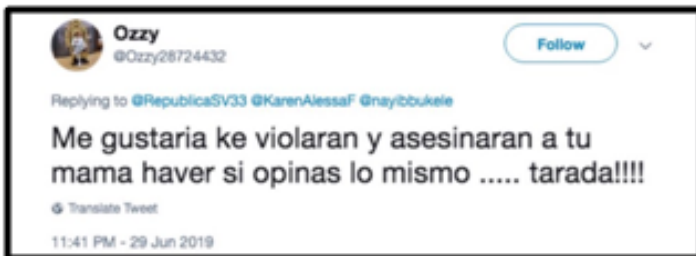 Ozzy
@Ozzy28724432
Follow
Replying to @RepublicaSV33 @KarenAlessaF @nayibbukele
Me gustaria ke violaran y asesinaran a tu
mama haver si opinas lo mismo ..... tarada!!!!
Translate Tweet
11:41 PM - 29 Jun 2019